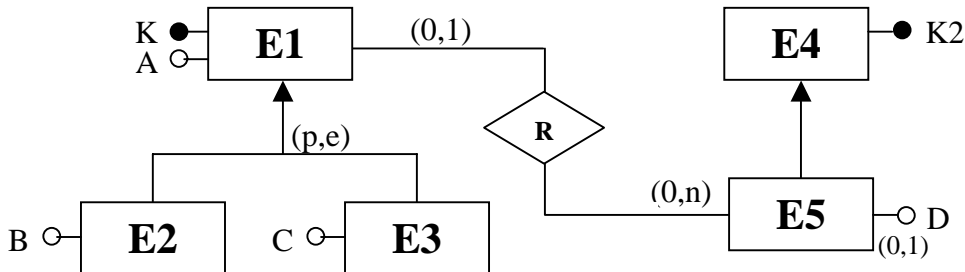 K
A
E1
(0,1)
E4
K2
R
(p,e)
(0,n)
B
E2
C
E3
E5
D
(0,1)